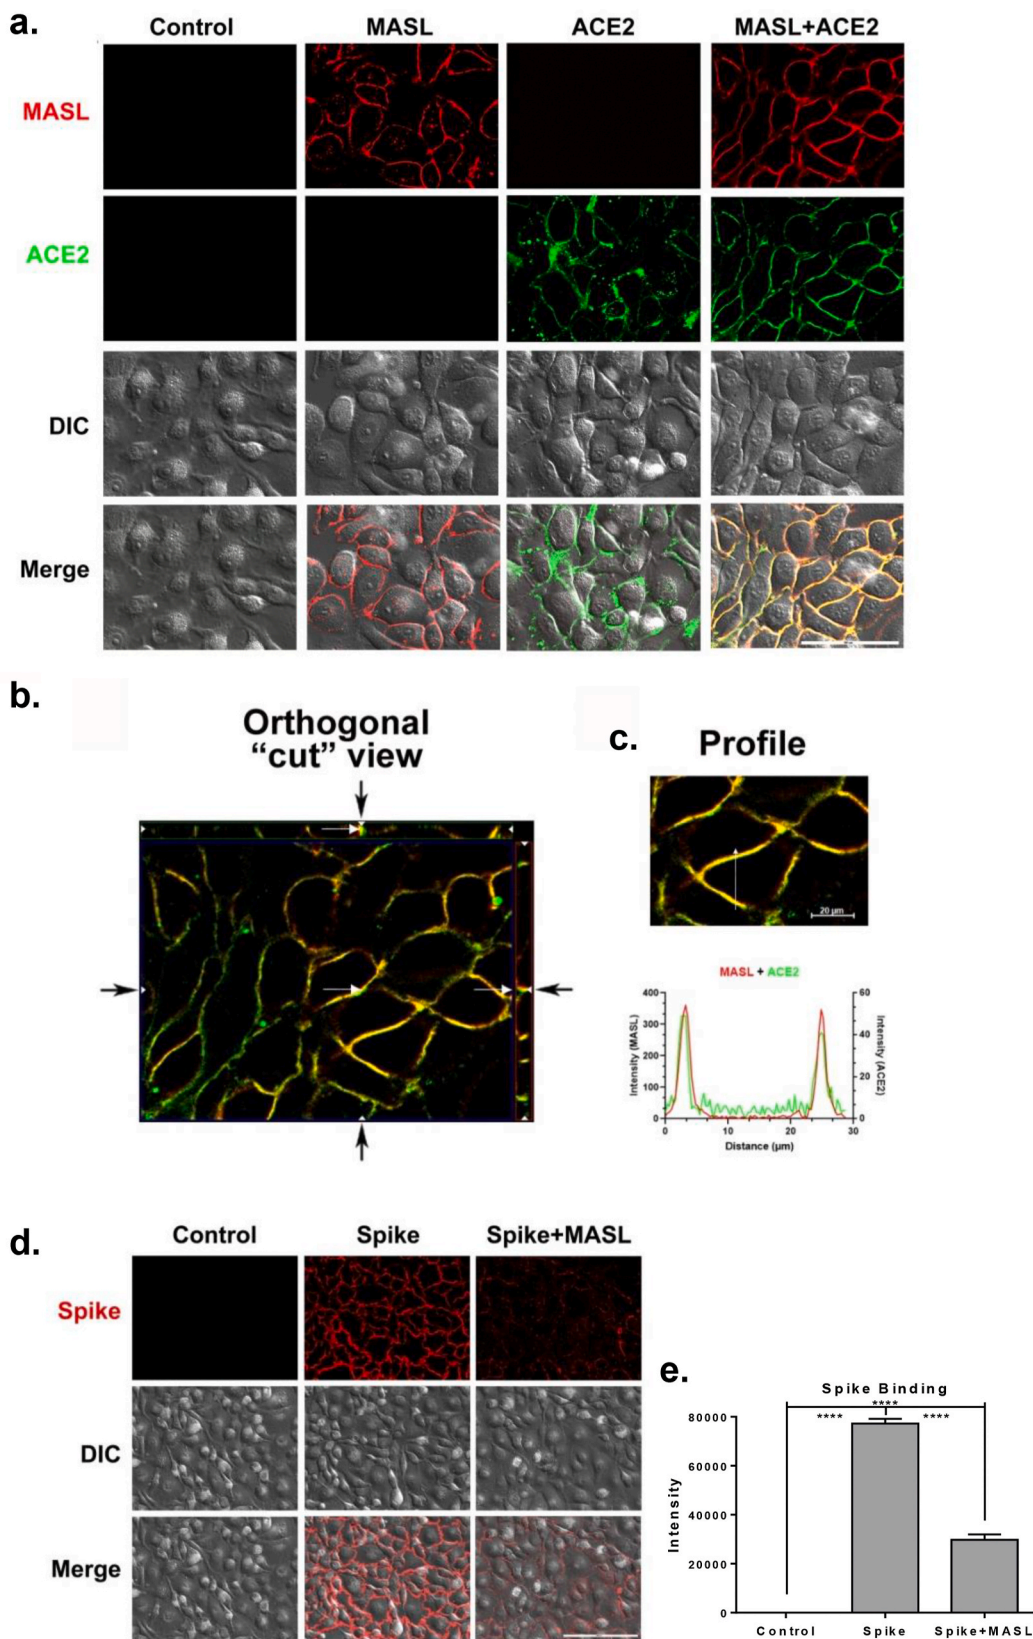 a.
Control MASL ACE2 MASL+ACE2
MASL
ACE2
DIC
Merge
b.
Orthogonal
“cut” view
c.
Profile
20 µm
MASL + ACE2
400
300
200
100
0
Intensity (MASL)
60
40
20
0
Intensity (ACE2)
0 10 20 30
Distance (µm)
d.
Control Spike Spike+MASL
Spike
DIC
Merge
e.
Spike Binding
****
**** ****
80000
60000
40000
20000
0
Intensity
Control Spike Spike+MASL